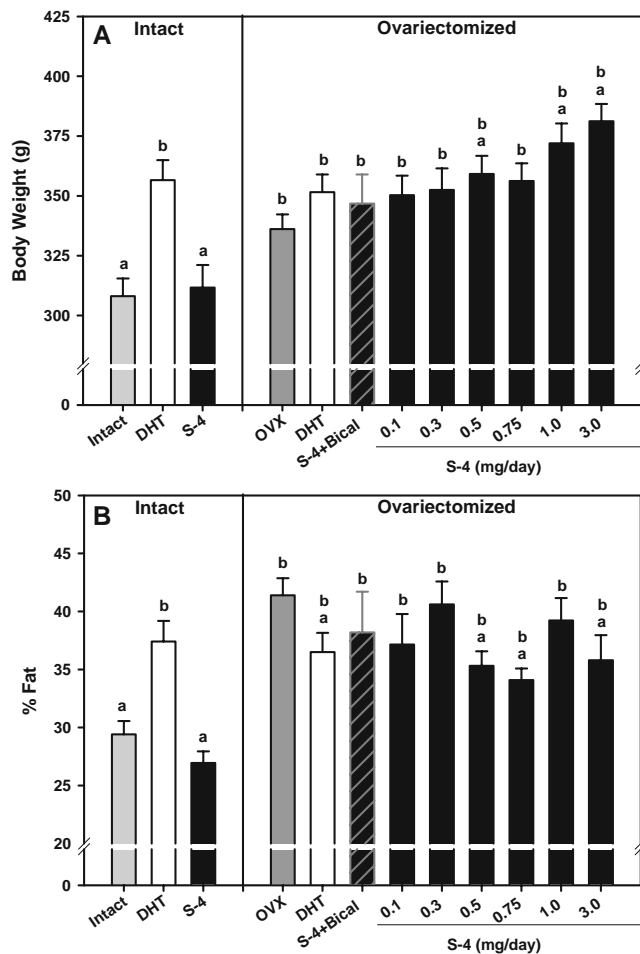 A
Intact
Ovariectomized
Body Weight (g)
425
400
375
350
325
300
0
a
b
a
b
b
b
b
b
b
a
b
b
a
b
a
Intact
DHT
S-4
OVX
DHT
S-4+Bical
0.1
0.3
0.5
0.75
1.0
3.0
S-4 (mg/day)
B
Intact
Ovariectomized
% Fat
50
45
40
35
30
25
20
0
a
b
a
b
b
a
b
b
b
b
a
b
a
b
b
a
Intact
DHT
S-4
OVX
DHT
S-4+Bical
0.1
0.3
0.5
0.75
1.0
3.0
S-4 (mg/day)